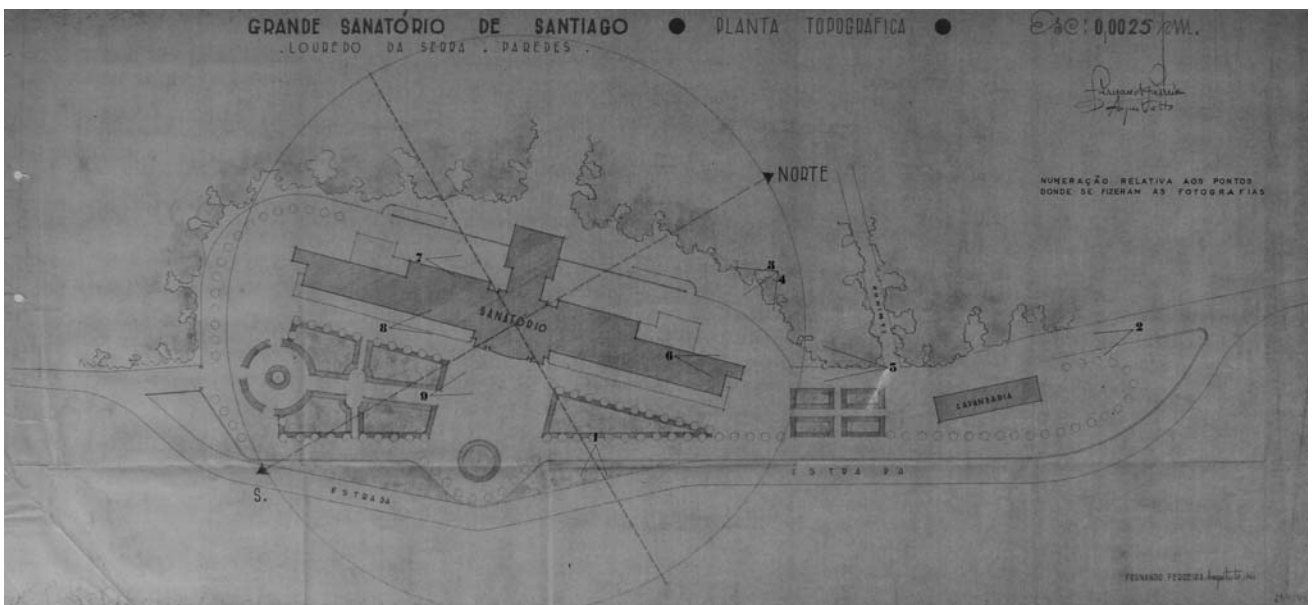 GRANDE SANATÓRIO DE SANTIAGO ● PLANTA TOPOGRÁFICA ● ESC: 0,0025 p.m.
.LOUREDO DA SERRA . PAREDES .
NORTE
NUMERAÇÃO RELATIVA AOS PONTOS
DONDE SE FIZERAM AS FOTOGRAFIAS
7
3
4
SANATÓRIO
8
2
6
5
9
LAVANDARIA
1
ESTRADA
S.
ESTRADA
FERNANDO FERREIRA